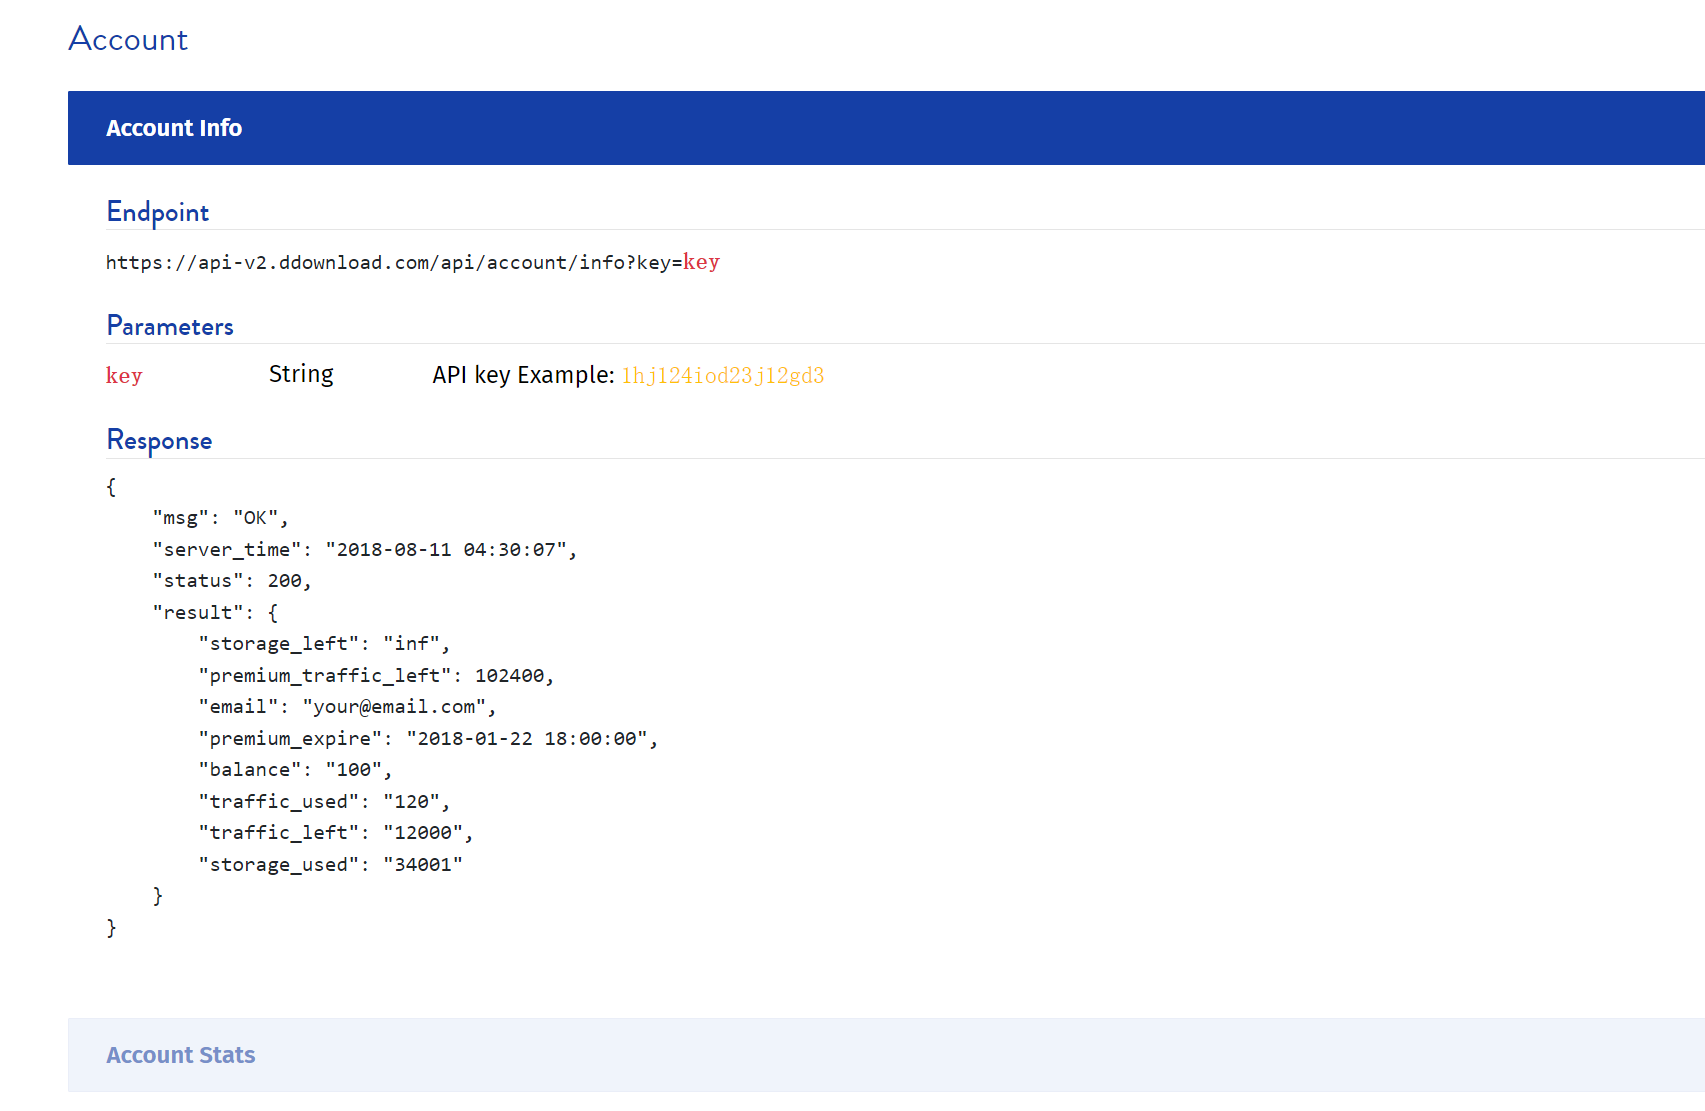 Account
Account Info
Endpoint
https://api-v2.ddownload.com/api/account/info?key=key
Parameters
key String API key Example: 1hj124iod23j12gd3
Response
{
    "msg": "OK",
    "server_time": "2018-08-11 04:30:07",
    "status": 200,
    "result": {
        "storage_left": "inf",
        "premium_traffic_left": 102400,
        "email": "your@email.com",
        "premium_expire": "2018-01-22 18:00:00",
        "balance": "100",
        "traffic_used": "120",
        "traffic_left": "12000",
        "storage_used": "34001"
    }
}
Account Stats